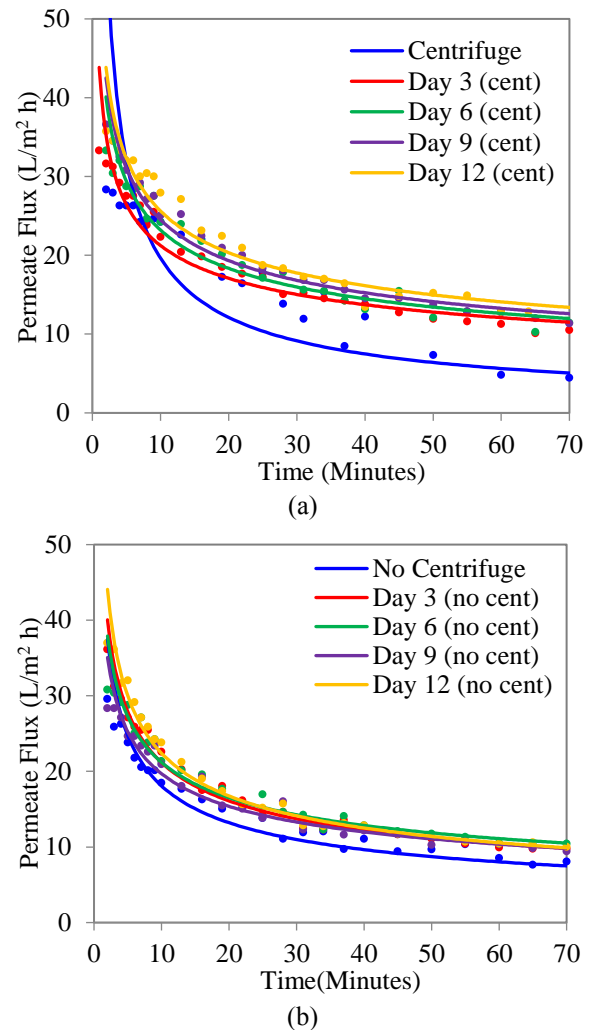 50
40
30
20
10
0
Permeate Flux (L/m² h)
Centrifuge
Day 3 (cent)
Day 6 (cent)
Day 9 (cent)
Day 12 (cent)
0 10 20 30 40 50 60 70
Time (Minutes)
(a)
50
40
30
20
10
0
Permeate Flux (L/m² h)
No Centrifuge
Day 3 (no cent)
Day 6 (no cent)
Day 9 (no cent)
Day 12 (no cent)
0 10 20 30 40 50 60 70
Time(Minutes)
(b)